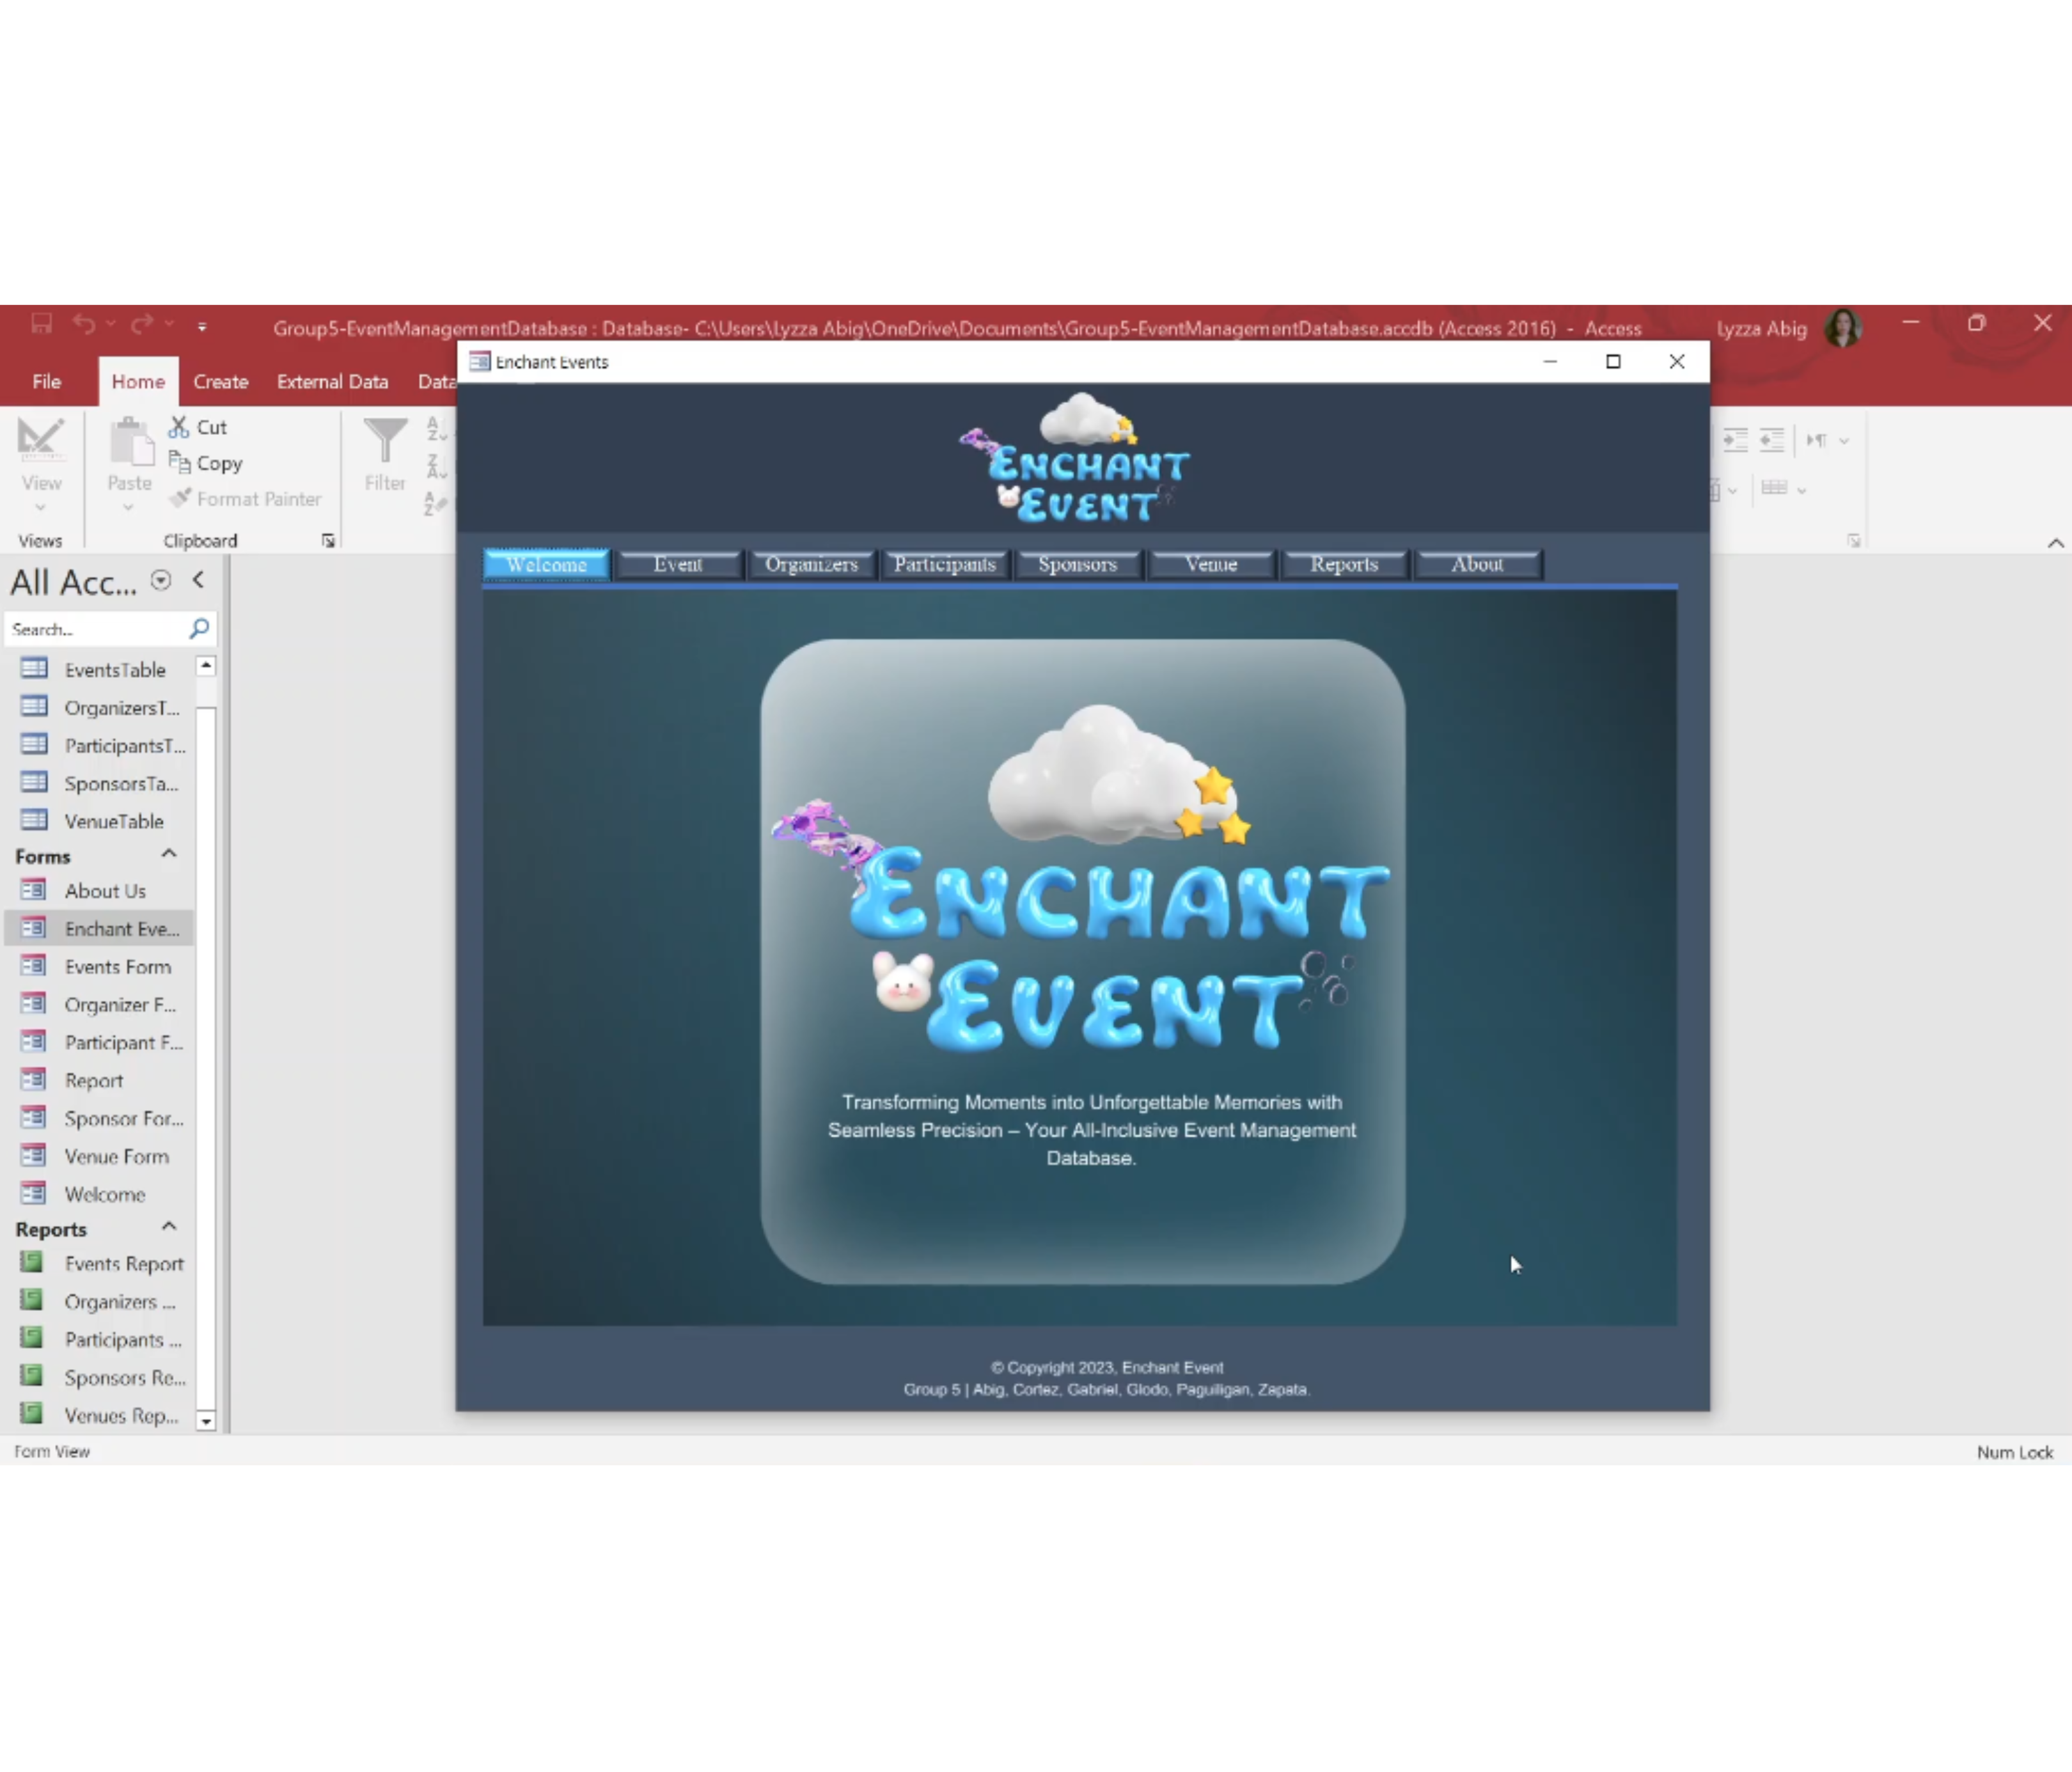 Group5-EventManagementDatabase : Database- C:\Users\Lyzza Abig\OneDrive\Documents\Group5-EventManagementDatabase.accdb (Access 2016) - Access
Lyzza Abig
File
Home
Create
External Data
Data
Enchant Events
View
Paste
Cut
Copy
Format Painter
Filter
Views
Clipboard
ENCHANT
EVENT
Welcome
Event
Organizers
Participants
Sponsors
Venue
Reports
About
All Acc...
Search...
EventsTable
OrganizersT...
ParticipantsT...
SponsorsTa...
VenueTable
Forms
About Us
Enchant Eve...
Events Form
Organizer F...
Participant F...
Report
Sponsor For...
Venue Form
Welcome
Reports
Events Report
Organizers ...
Participants ...
Sponsors Re...
Venues Rep...
ENCHANT
EVENT
Transforming Moments into Unforgettable Memories with
Seamless Precision – Your All-Inclusive Event Management
Database.
© Copyright 2023, Enchant Event
Group 5 | Abig, Cortez, Gabriel, Glodo, Paguiligan, Zapata.
Form View
Num Lock